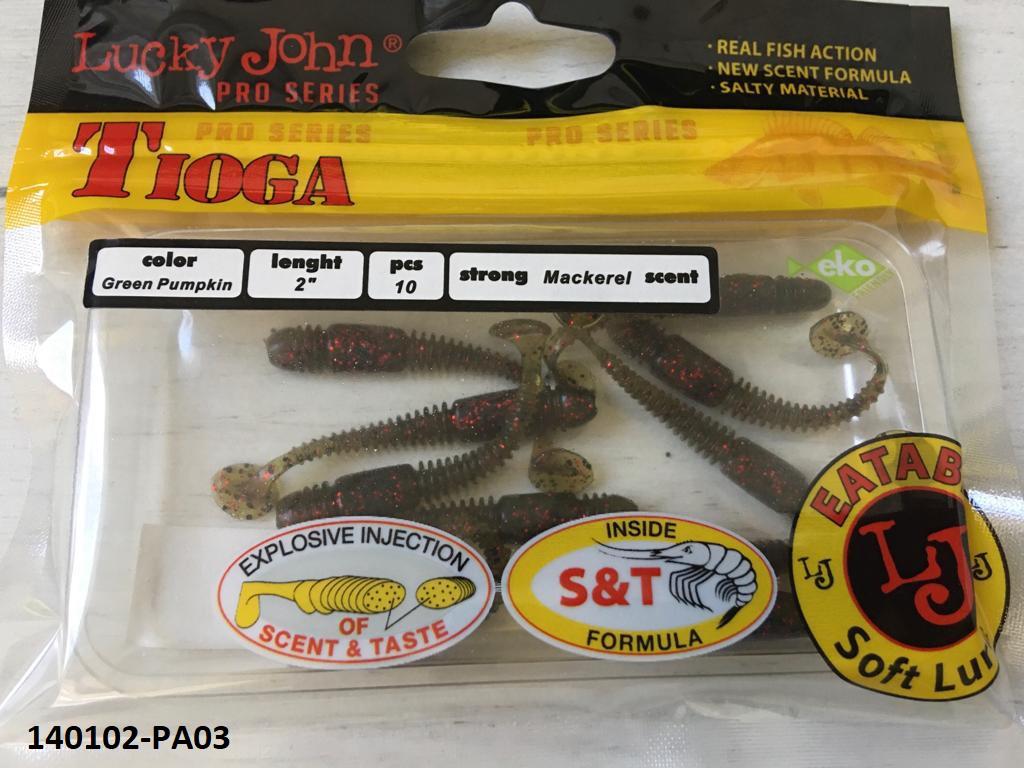 Lucky John®
PRO SERIES
· REAL FISH ACTION
· NEW SCENT FORMULA
· SALTY MATERIAL
PRO SERIES PRO SERIES
TIOGA
color
Green Pumpkin
lenght
2"
pcs
10
strong Mackerel scent
eko
EXPLOSIVE INJECTION
OF
SCENT & TASTE
INSIDE
S&T
FORMULA
EATAB
LJ LJ LJ
Soft Lur
140102-PA03